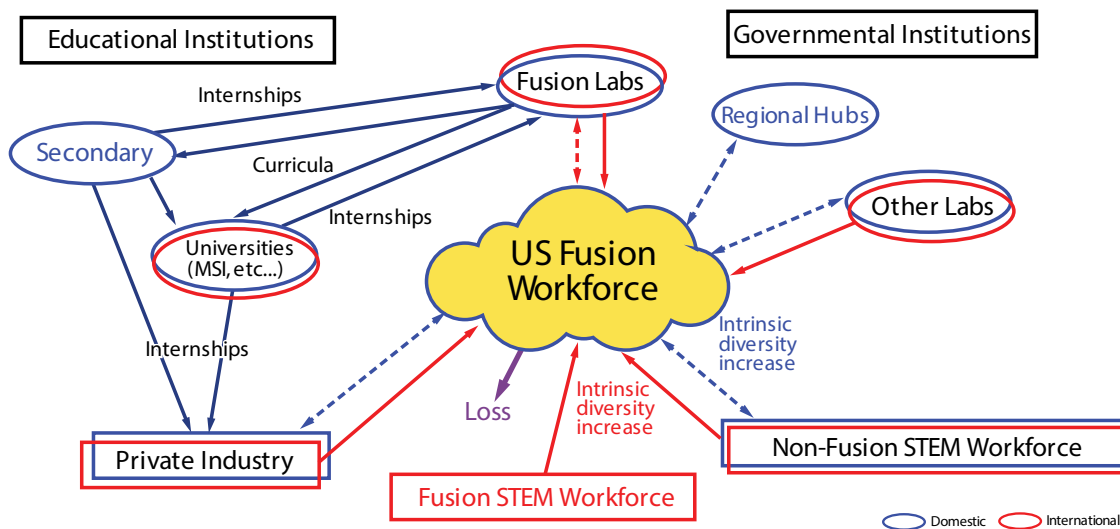 Educational Institutions
Governmental Institutions
Fusion Labs
Internships
Regional Hubs
Secondary
Curricula
Internships
Other Labs
Universities
(MSI, etc...)
US Fusion
Workforce
Internships
Intrinsic
diversity
increase
Loss
Intrinsic
diversity
increase
Private Industry
Non-Fusion STEM Workforce
Fusion STEM Workforce
Domestic
International